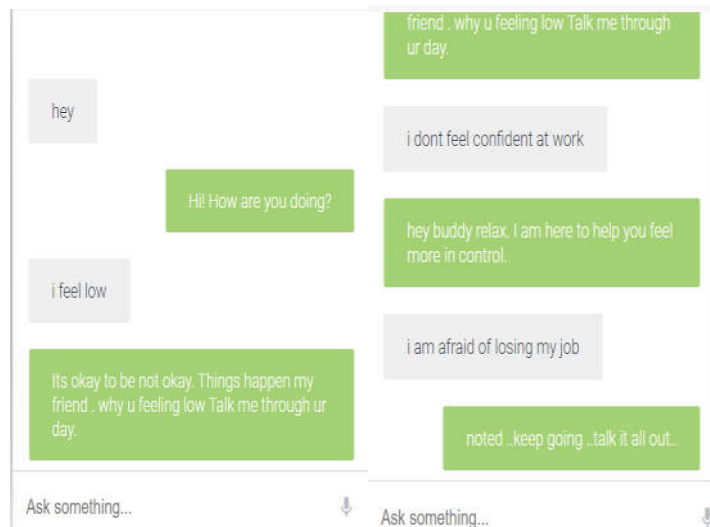 hey
Hi! How are you doing?
i feel low
Its okay to be not okay. Things happen my
friend . why u feeling low Talk me through ur
day.
Ask something...
friend . why u feeling low Talk me through
ur day.
i dont feel confident at work
hey buddy relax. I am here to help you feel
more in control.
i am afraid of losing my job
noted ..keep going ..talk it all out..
Ask something...